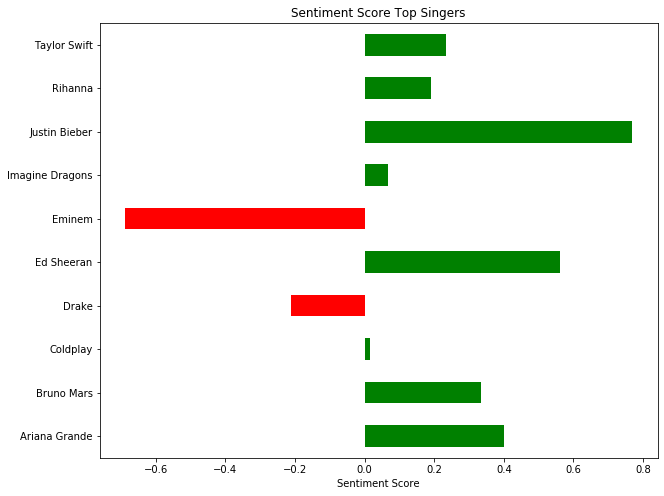 Sentiment Score Top Singers
Taylor Swift
Rihanna
Justin Bieber
Imagine Dragons
Eminem
Ed Sheeran
Drake
Coldplay
Bruno Mars
Ariana Grande
−0.6 −0.4 −0.2 0.0 0.2 0.4 0.6 0.8
Sentiment Score